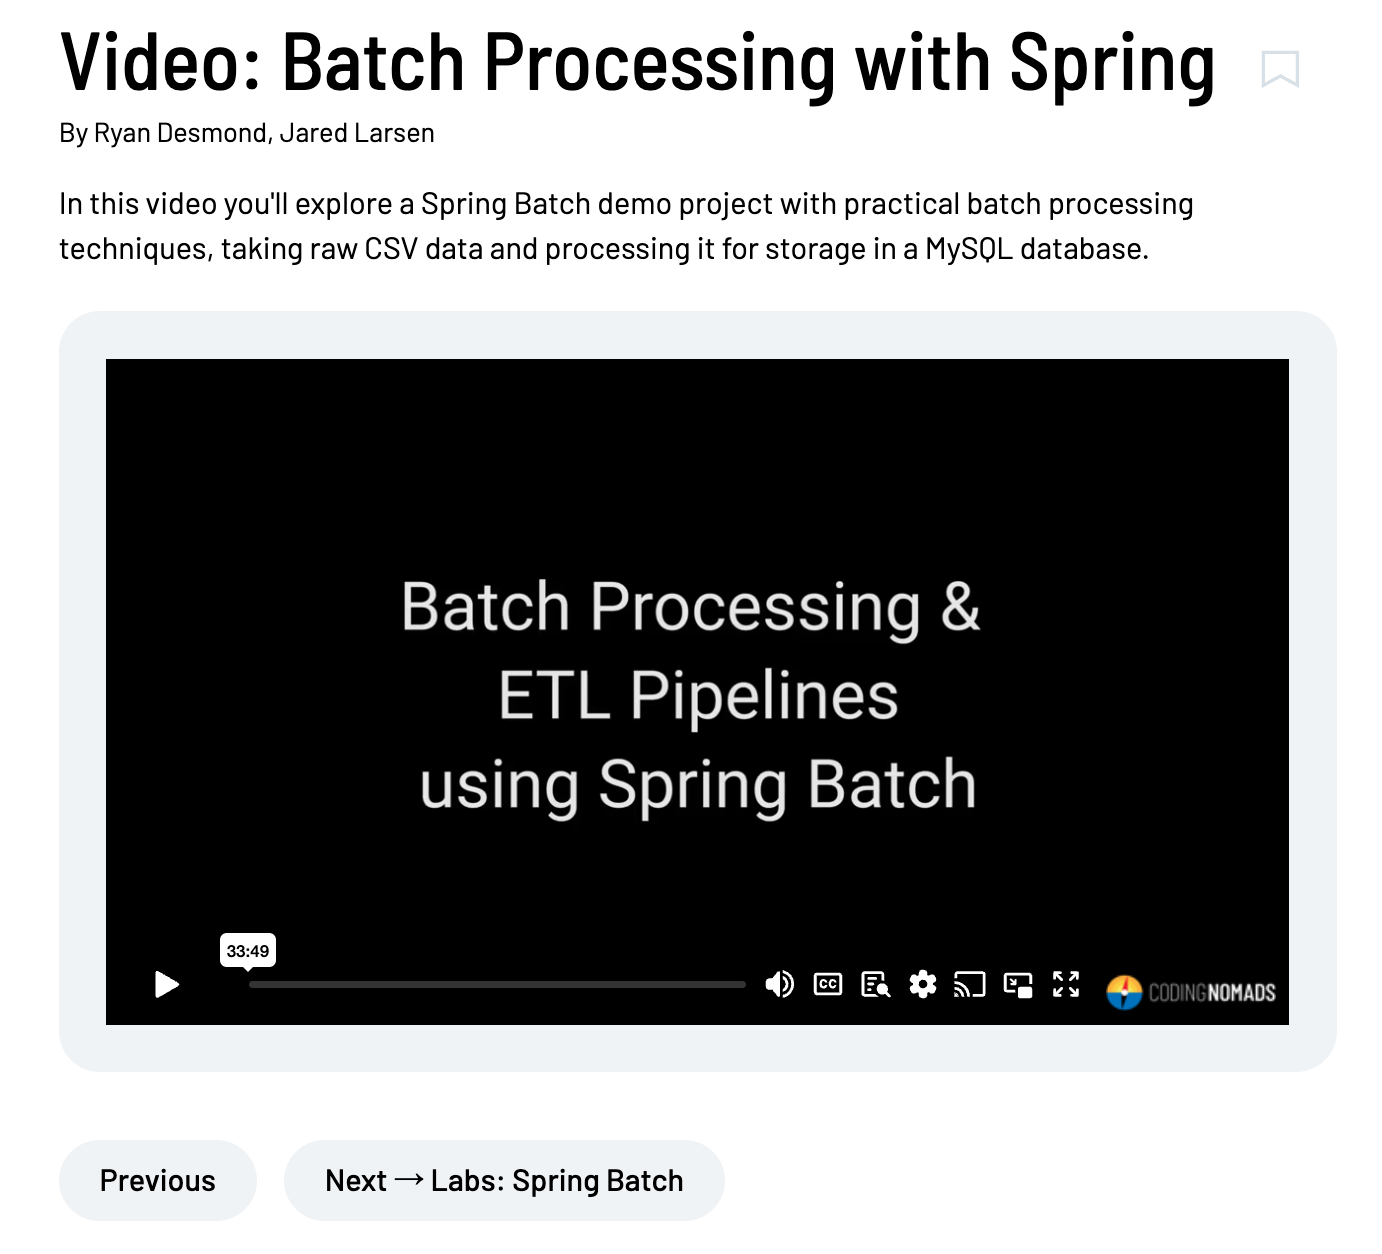 Video: Batch Processing with Spring
By Ryan Desmond, Jared Larsen
In this video you'll explore a Spring Batch demo project with practical batch processing
techniques, taking raw CSV data and processing it for storage in a MySQL database.
Batch Processing &
ETL Pipelines
using Spring Batch
33:49
CC
CODINGNOMADS
Previous
Next → Labs: Spring Batch